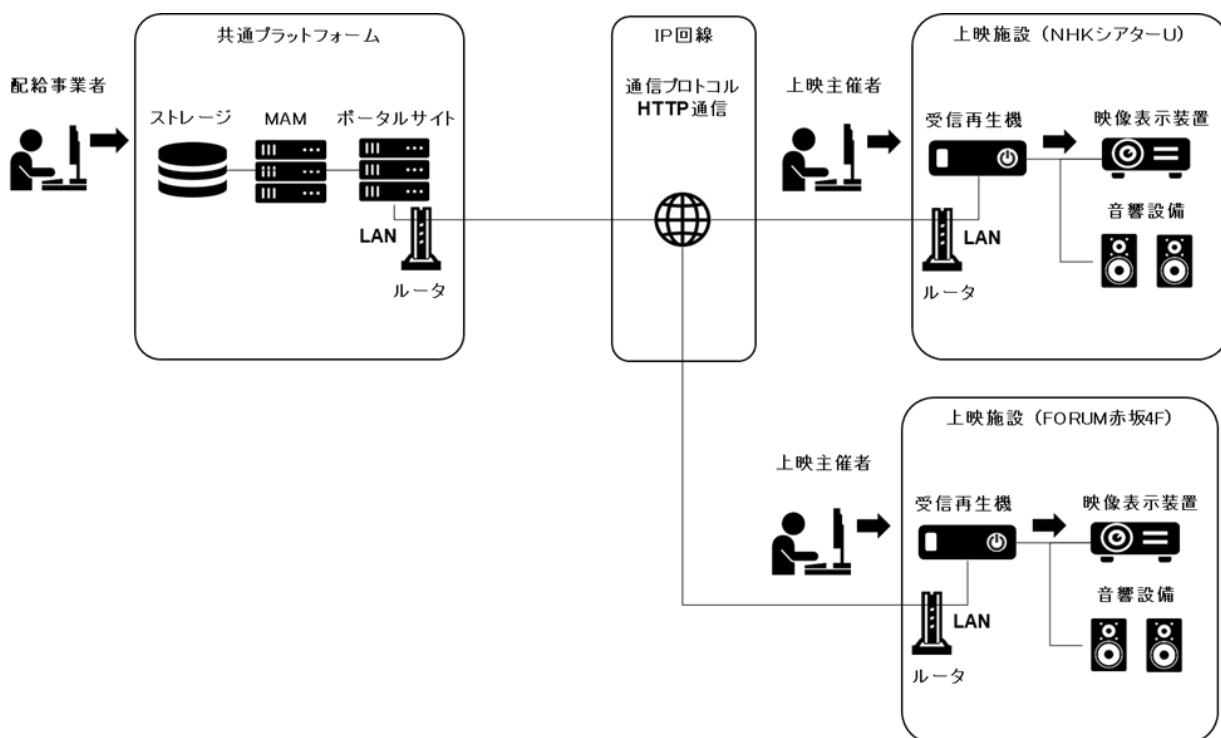 共通プラットフォーム
配給事業者
ストレージ
MAM
ポータルサイト
LAN
ルータ
IP回線
通信プロトコル
HTTP通信
上映主催者
上映施設（NHKシアターU）
受信再生機
映像表示装置
音響設備
LAN
ルータ
上映主催者
上映施設（FORUM赤坂4F）
受信再生機
映像表示装置
音響設備
LAN
ルータ